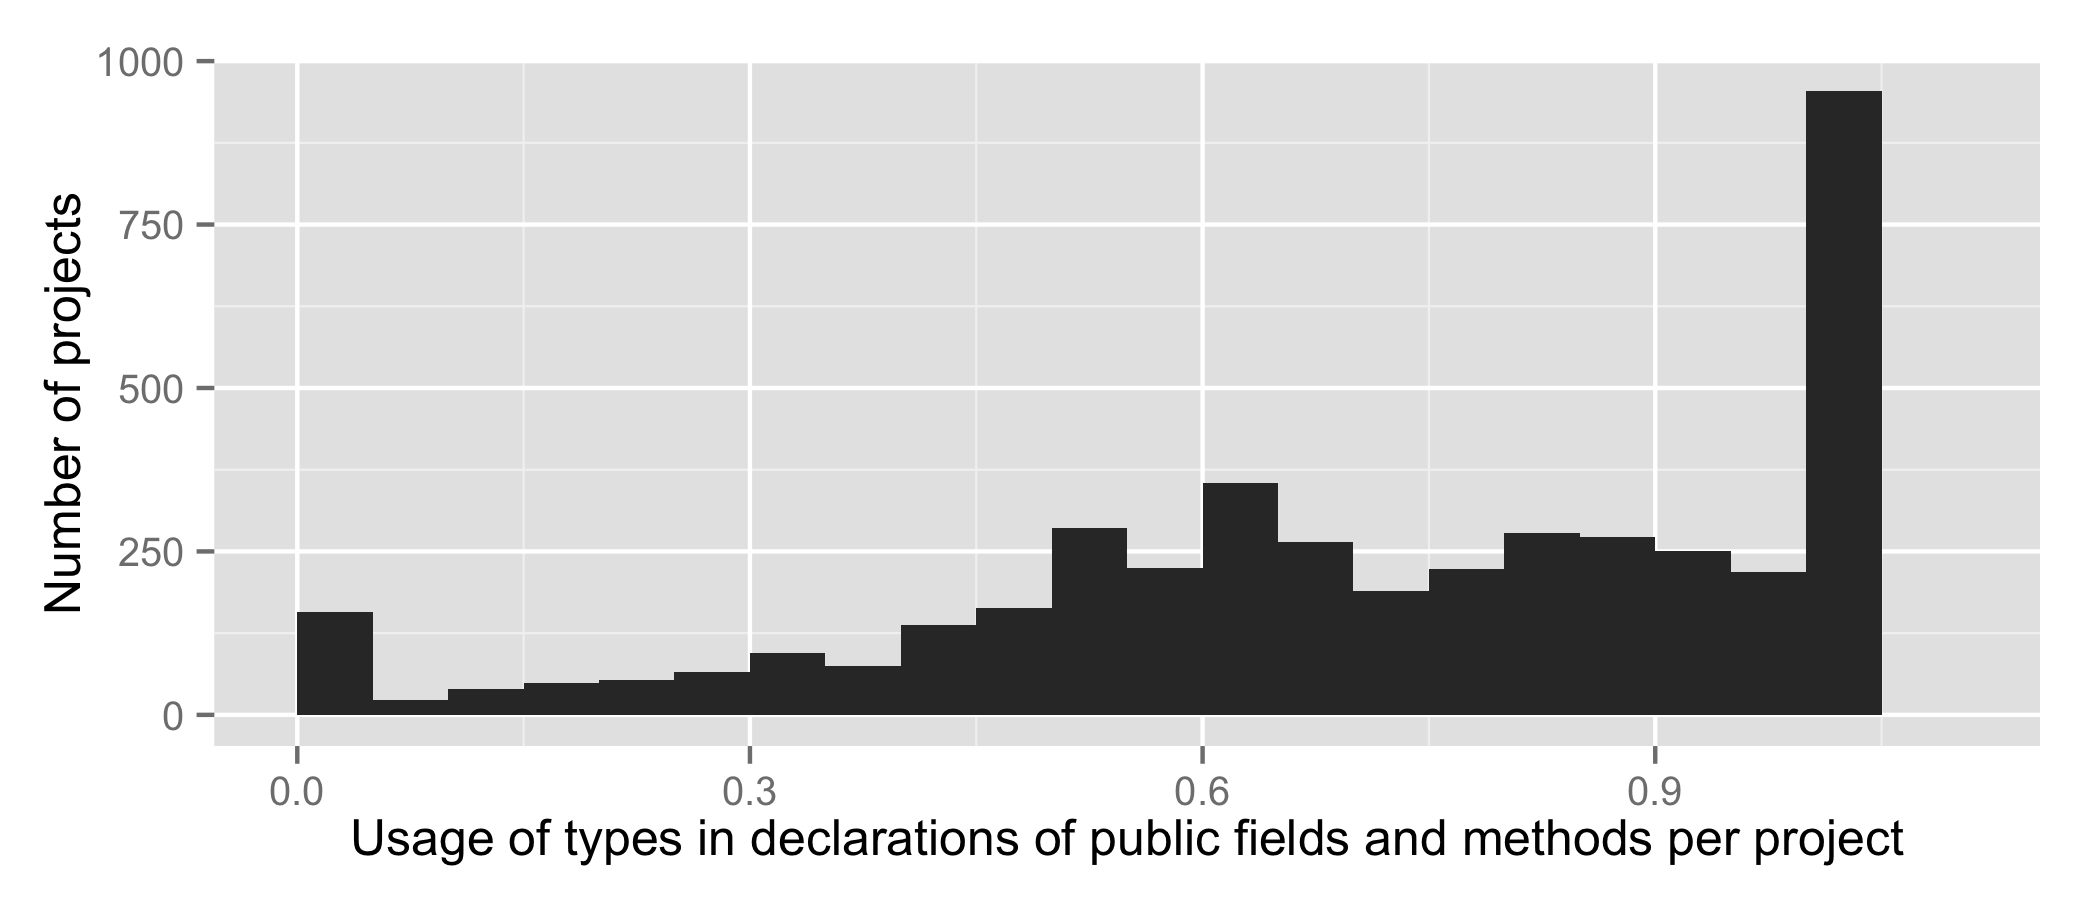 1000
750
500
250
0
Number of projects
0.0 0.3 0.6 0.9
Usage of types in declarations of public fields and methods per project